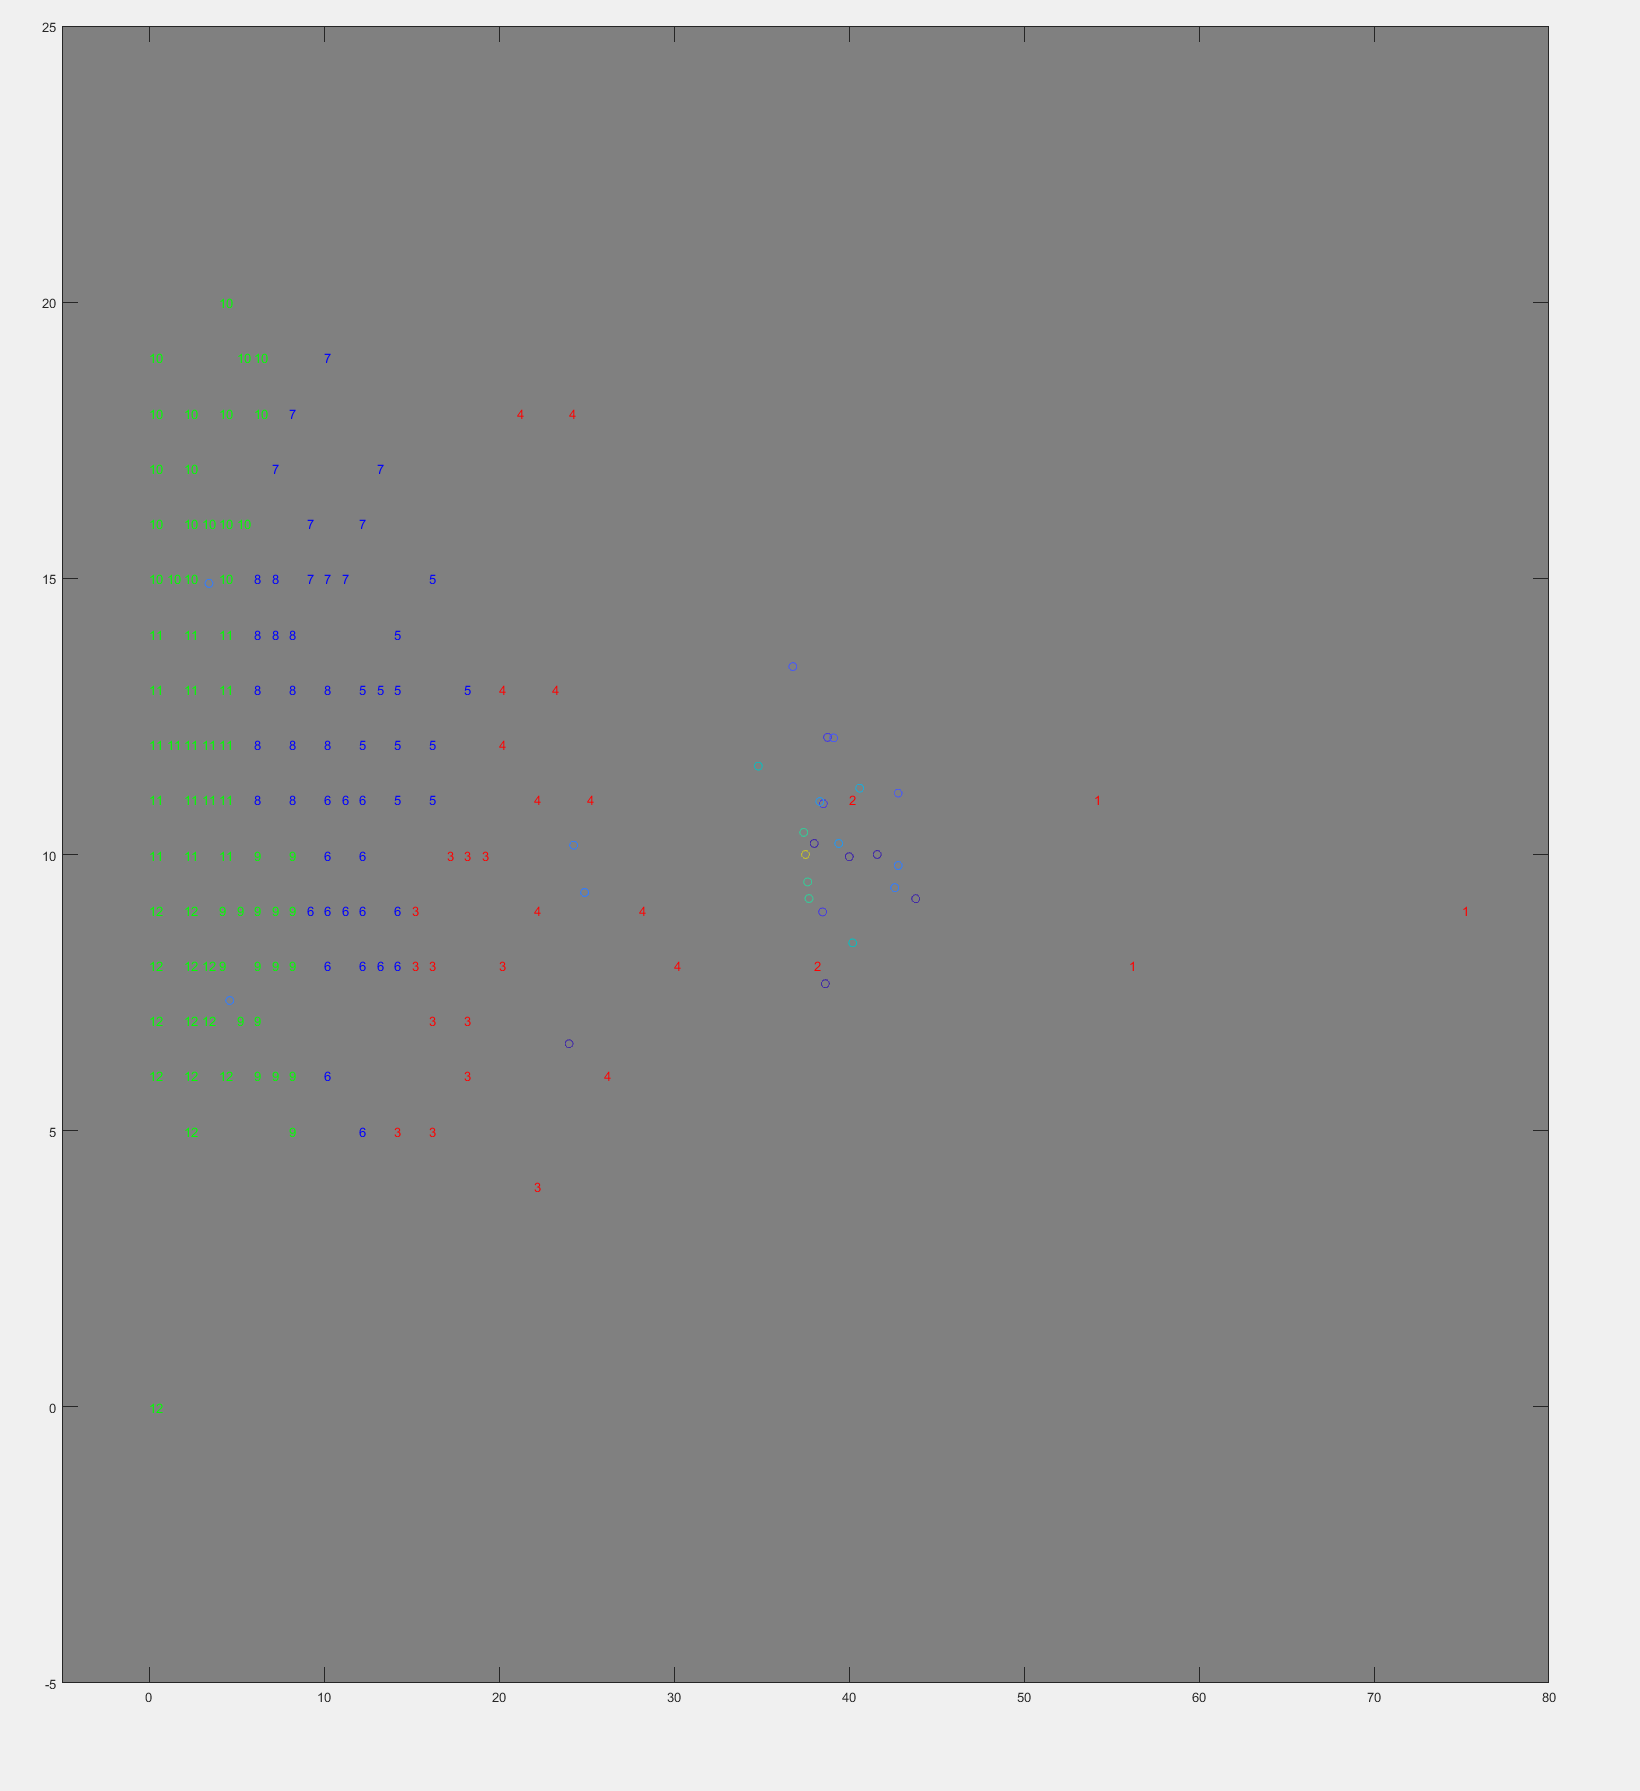 25
20 10
10 10 10 7
10 10 10 10 7 4 4
10 10 7 7
10 10 10 10 10 7 7
15 10 10 10 10 8 8 7 7 7 5
11 11 11 8 8 8 5
11 11 11 8 8 8 5 5 5 5 4 4
11 11 11 11 11 8 8 8 5 5 5 4
11 11 11 11 8 8 6 6 6 5 5 4 4 2 1
10 11 11 11 9 9 6 6 3 3 3
12 12 9 9 9 9 9 6 6 6 6 6 3 4 4 1
12 12 12 9 9 9 9 6 6 6 6 3 3 3 4 2 1
12 12 12 9 9 3 3
12 12 12 9 9 9 6 3 4
5 12 9 6 3 3
3
0 12
-5
0 10 20 30 40 50 60 70 80